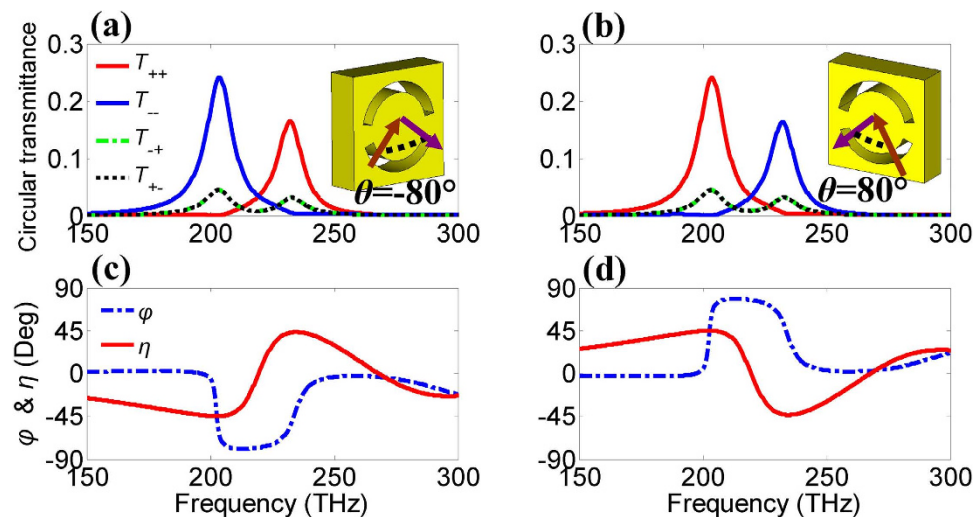 (a)
Circular transmittance
0.3
0.2
0.1
0
T++
T--
T-+
T+-
θ=-80°
150 200 250 300
(b)
0.3
0.2
0.1
0
θ=80°
150 200 250 300
(c)
φ & η (Deg)
90
45
0
-45
-90
φ
η
150 200 250 300
Frequency (THz)
(d)
90
45
0
-45
-90
150 200 250 300
Frequency (THz)